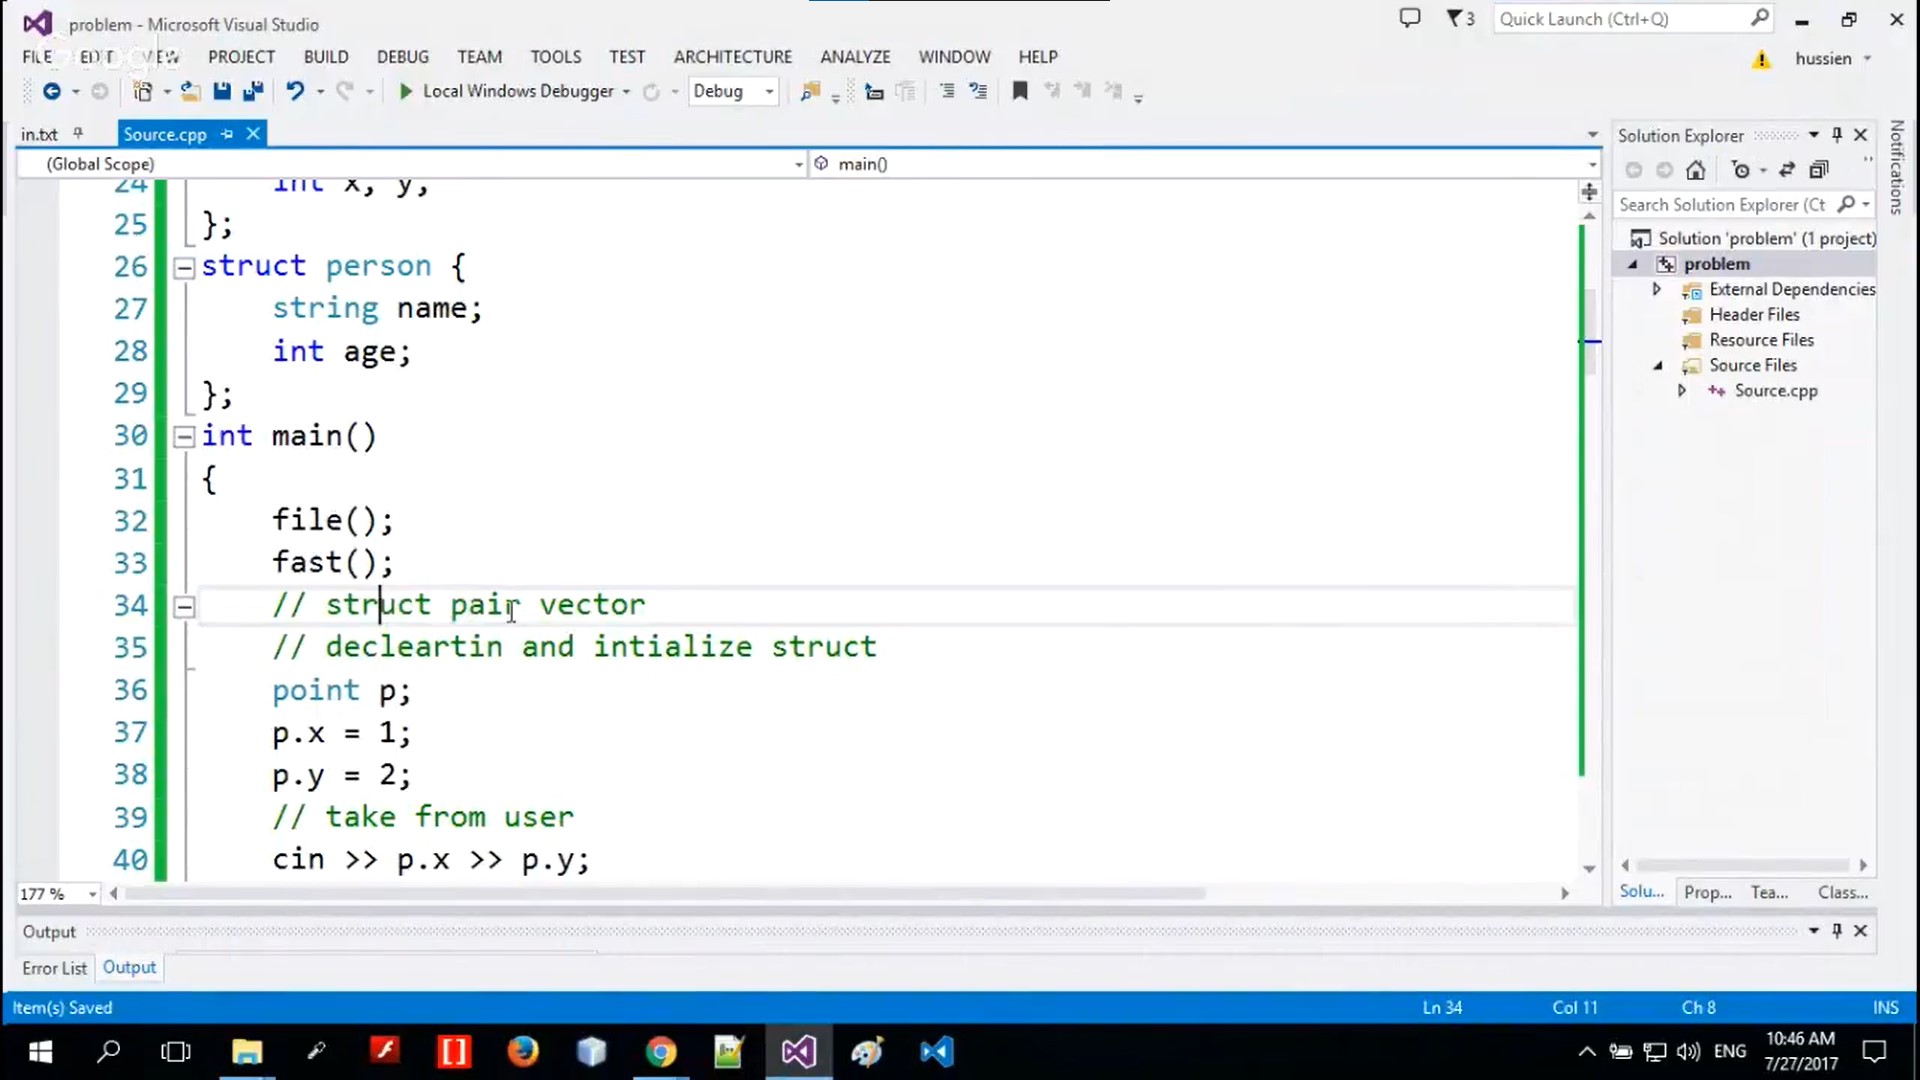 problem - Microsoft Visual Studio
3
Quick Launch (Ctrl+Q)
Google
FILE EDIT VIEW PROJECT BUILD DEBUG TEAM TOOLS TEST ARCHITECTURE ANALYZE WINDOW HELP
hussien
Local Windows Debugger
Debug
in.txt
Source.cpp
(Global Scope)
main()
24 int x, y;
25 };
26 struct person {
27 string name;
28 int age;
29 };
30 int main()
31 {
32 file();
33 fast();
34 // struct pair vector
35 // decleartin and intialize struct
36 point p;
37 p.x = 1;
38 p.y = 2;
39 // take from user
40 cin >> p.x >> p.y;
177 %
Solution Explorer
Search Solution Explorer (Ct
Solution 'problem' (1 project)
problem
External Dependencies
Header Files
Resource Files
Source Files
Source.cpp
Solu... Prop... Tea... Class...
Notifications
Output
Error List Output
Item(s) Saved
Ln 34 Col 11 Ch 8 INS
ENG
10:46 AM
7/27/2017